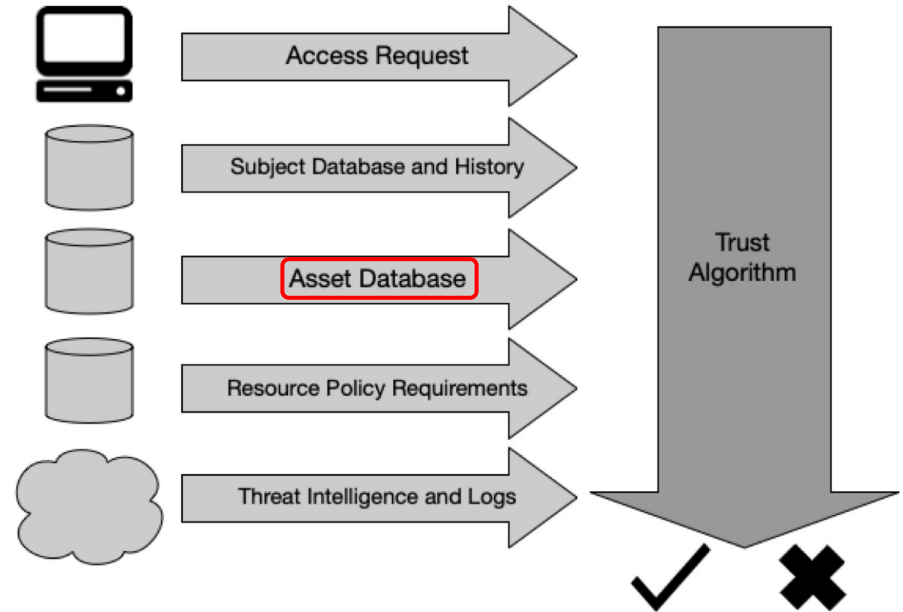 Access Request
Subject Database and History
Asset Database
Resource Policy Requirements
Threat Intelligence and Logs
Trust
Algorithm